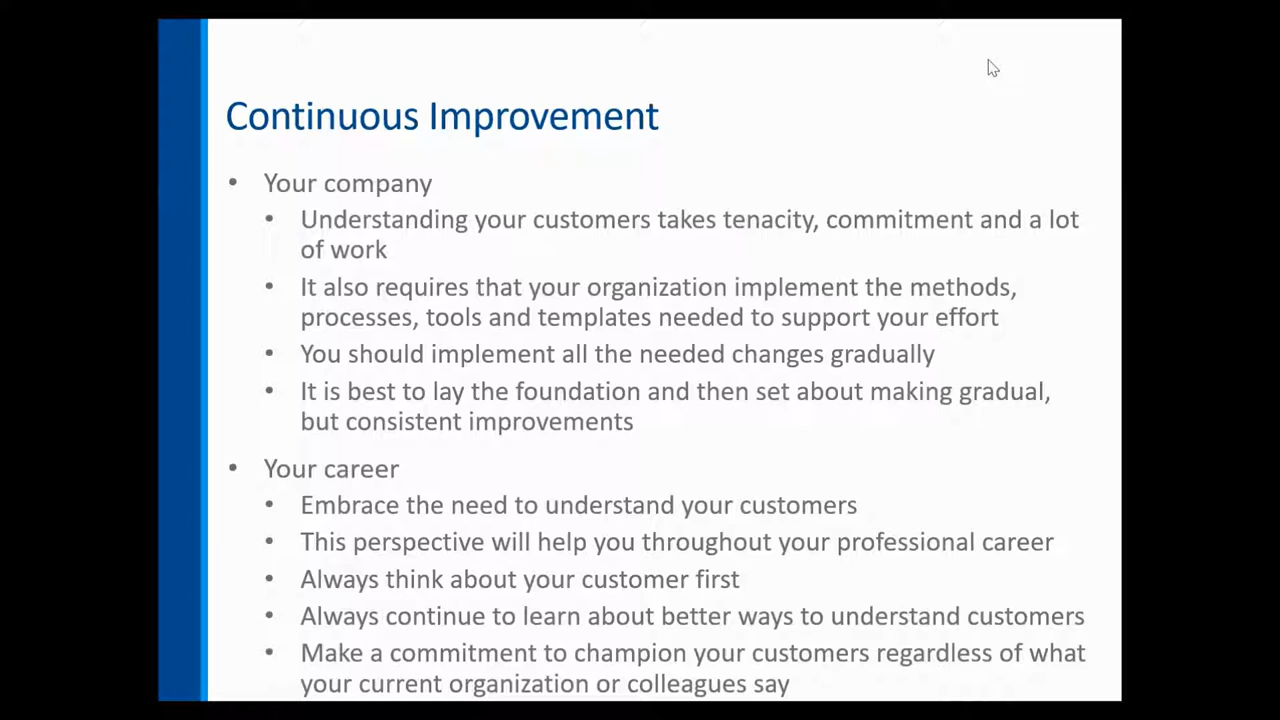 Continuous Improvement
• Your company
• Understanding your customers takes tenacity, commitment and a lot
of work
• It also requires that your organization implement the methods,
processes, tools and templates needed to support your effort
• You should implement all the needed changes gradually
• It is best to lay the foundation and then set about making gradual,
but consistent improvements
• Your career
• Embrace the need to understand your customers
• This perspective will help you throughout your professional career
• Always think about your customer first
• Always continue to learn about better ways to understand customers
• Make a commitment to champion your customers regardless of what
your current organization or colleagues say